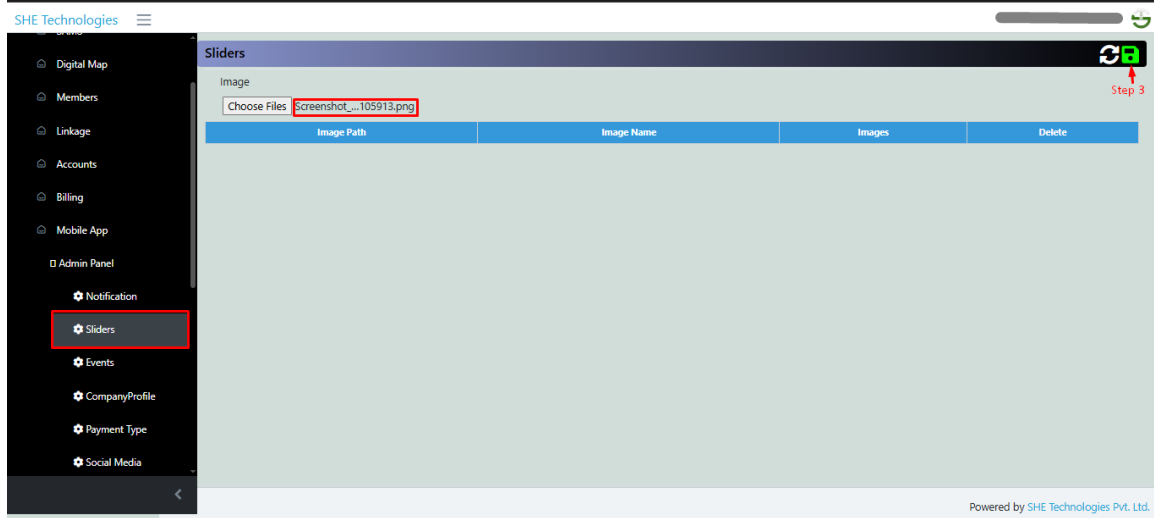 SHE Technologies
Digital Map
Members
Linkage
Accounts
Billing
Mobile App
Admin Panel
Notification
Sliders
Events
CompanyProfile
Payment Type
Social Media
Sliders
Step 3
Image
Choose Files Screenshot_...105913.png
Image Path Image Name Images Delete
Powered by SHE Technologies Pvt. Ltd.